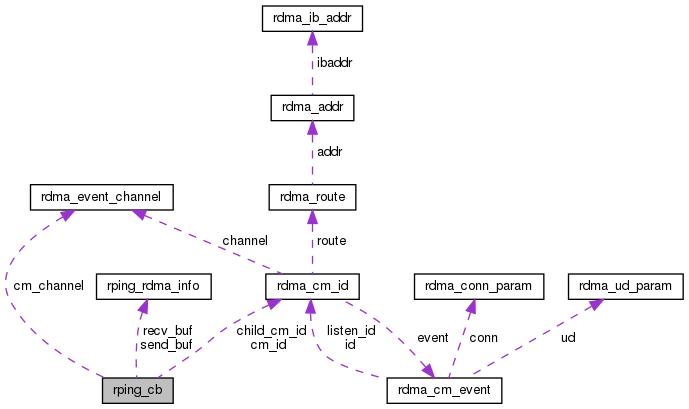 rdma_ib_addr
ibaddr
rdma_addr
addr
rdma_event_channel
rdma_route
channel
route
cm_channel
rping_rdma_info
rdma_cm_id
rdma_conn_param
rdma_ud_param
recv_buf
send_buf
child_cm_id
cm_id
listen_id
id
event
conn
ud
rping_cb
rdma_cm_event